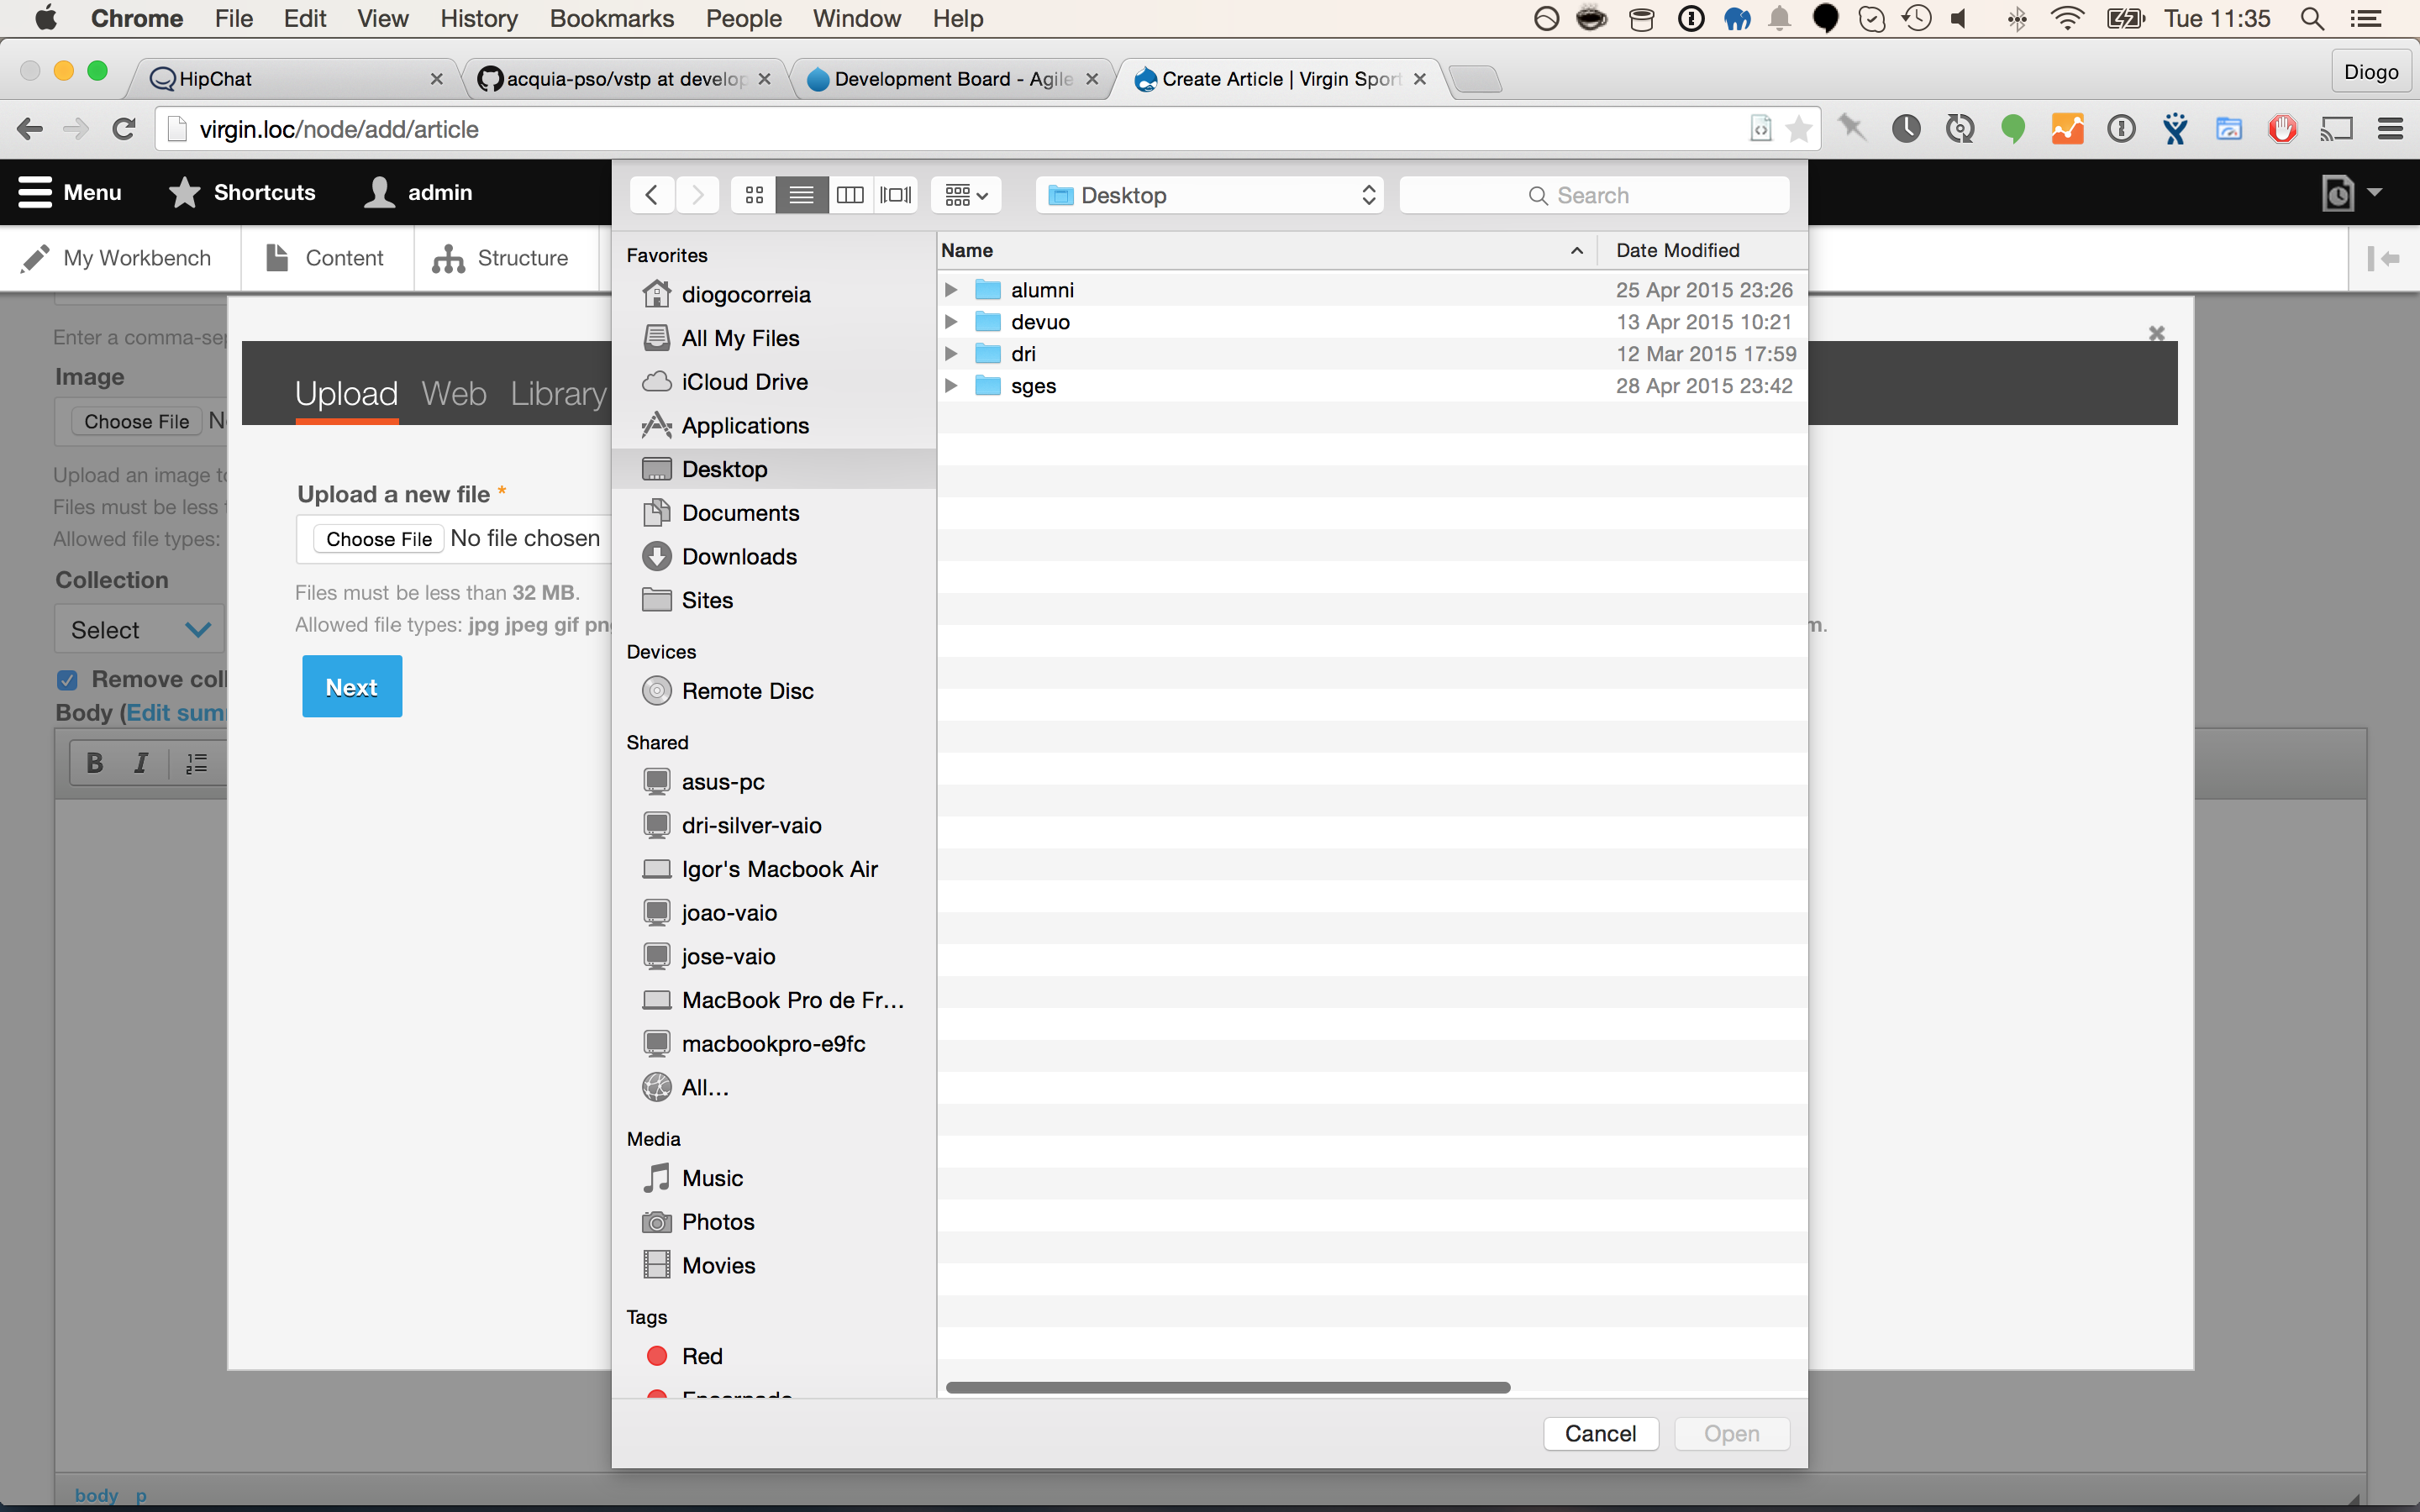 Chrome File Edit View History Bookmarks People Window Help Tue 11:35
HipChat acquia-pso/vstp at develop Development Board - Agile Create Article | Virgin Sport Diogo
virgin.loc/node/add/article
Menu Shortcuts admin
My Workbench Content Structure
Enter a comma-sep
Image
Choose File
Upload an image to
Files must be less
Allowed file types:
Collection
Select
Remove coll
Body (Edit sum
B I
body p
Upload Web Library
Upload a new file *
Choose File No file chosen
Files must be less than 32 MB.
Allowed file types: jpg jpeg gif png
m.
Next
Desktop Search
Favorites
diogocorreia
All My Files
iCloud Drive
Applications
Desktop
Documents
Downloads
Sites
Devices
Remote Disc
Shared
asus-pc
dri-silver-vaio
Igor's Macbook Air
joao-vaio
jose-vaio
MacBook Pro de Fr...
macbookpro-e9fc
All...
Media
Music
Photos
Movies
Tags
Red
Name Date Modified
alumni 25 Apr 2015 23:26
devuo 13 Apr 2015 10:21
dri 12 Mar 2015 17:59
sges 28 Apr 2015 23:42
Cancel Open